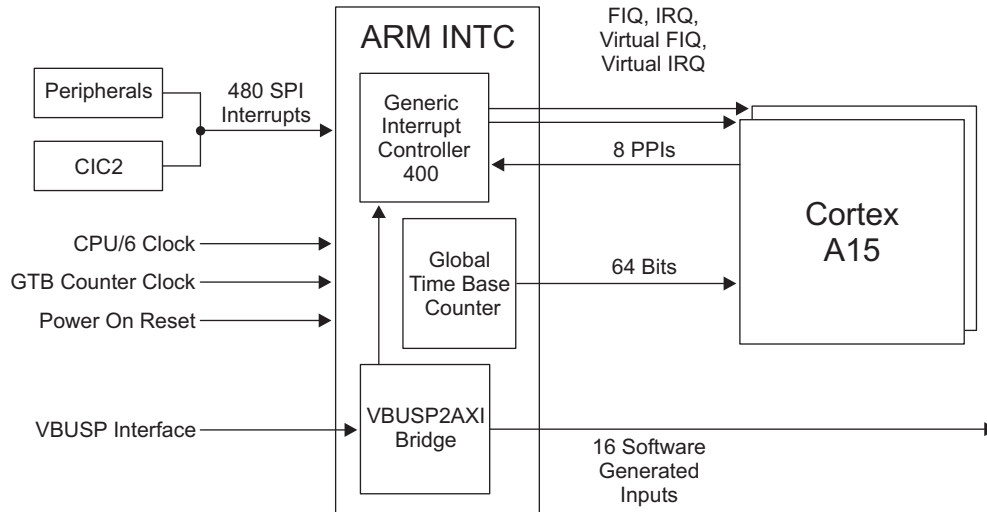 FIQ, IRQ,
Virtual FIQ,
Virtual IRQ
ARM INTC
Peripherals
480 SPI
Interrupts
CIC2
Generic
Interrupt
Controller
400
8 PPIs
Cortex
A15
CPU/6 Clock
GTB Counter Clock
Power On Reset
Global
Time Base
Counter
64 Bits
VBUSP Interface
VBUSP2AXI
Bridge
16 Software
Generated
Inputs